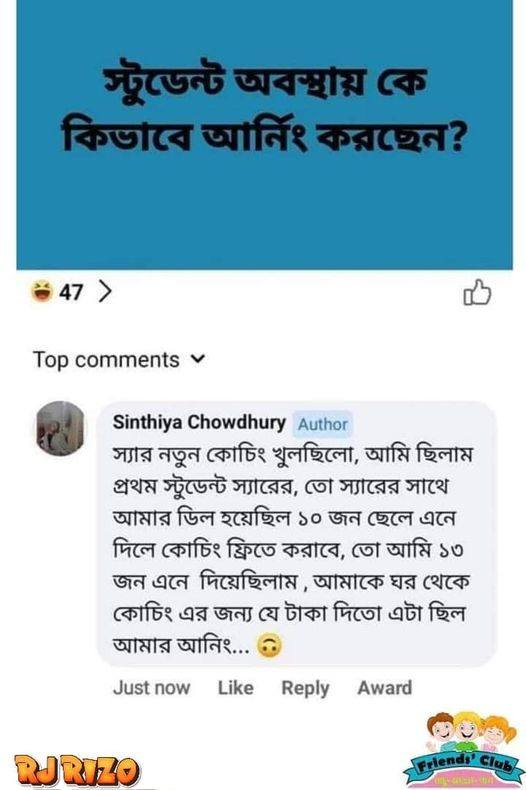 স্টুডেন্ট অবস্থায় কে
কিভাবে আর্নিং করছেন?
47
Top comments
Sinthiya Chowdhury Author
স্যার নতুন কোচিং খুলছিলো, আমি ছিলাম
প্রথম স্টুডেন্ট স্যারের, তো স্যারের সাথে
আমার ডিল হয়েছিল ১০ জন ছেলে এনে
দিলে কোচিং ফ্রিতে করাবে, তো আমি ১৩
জন এনে দিয়েছিলাম , আমাকে ঘর থেকে
কোচিং এর জন্য যে টাকা দিতো এটা ছিল
আমার আনিং... 🙃
Just now Like Reply Award
RJ RIZO
Friends' Club